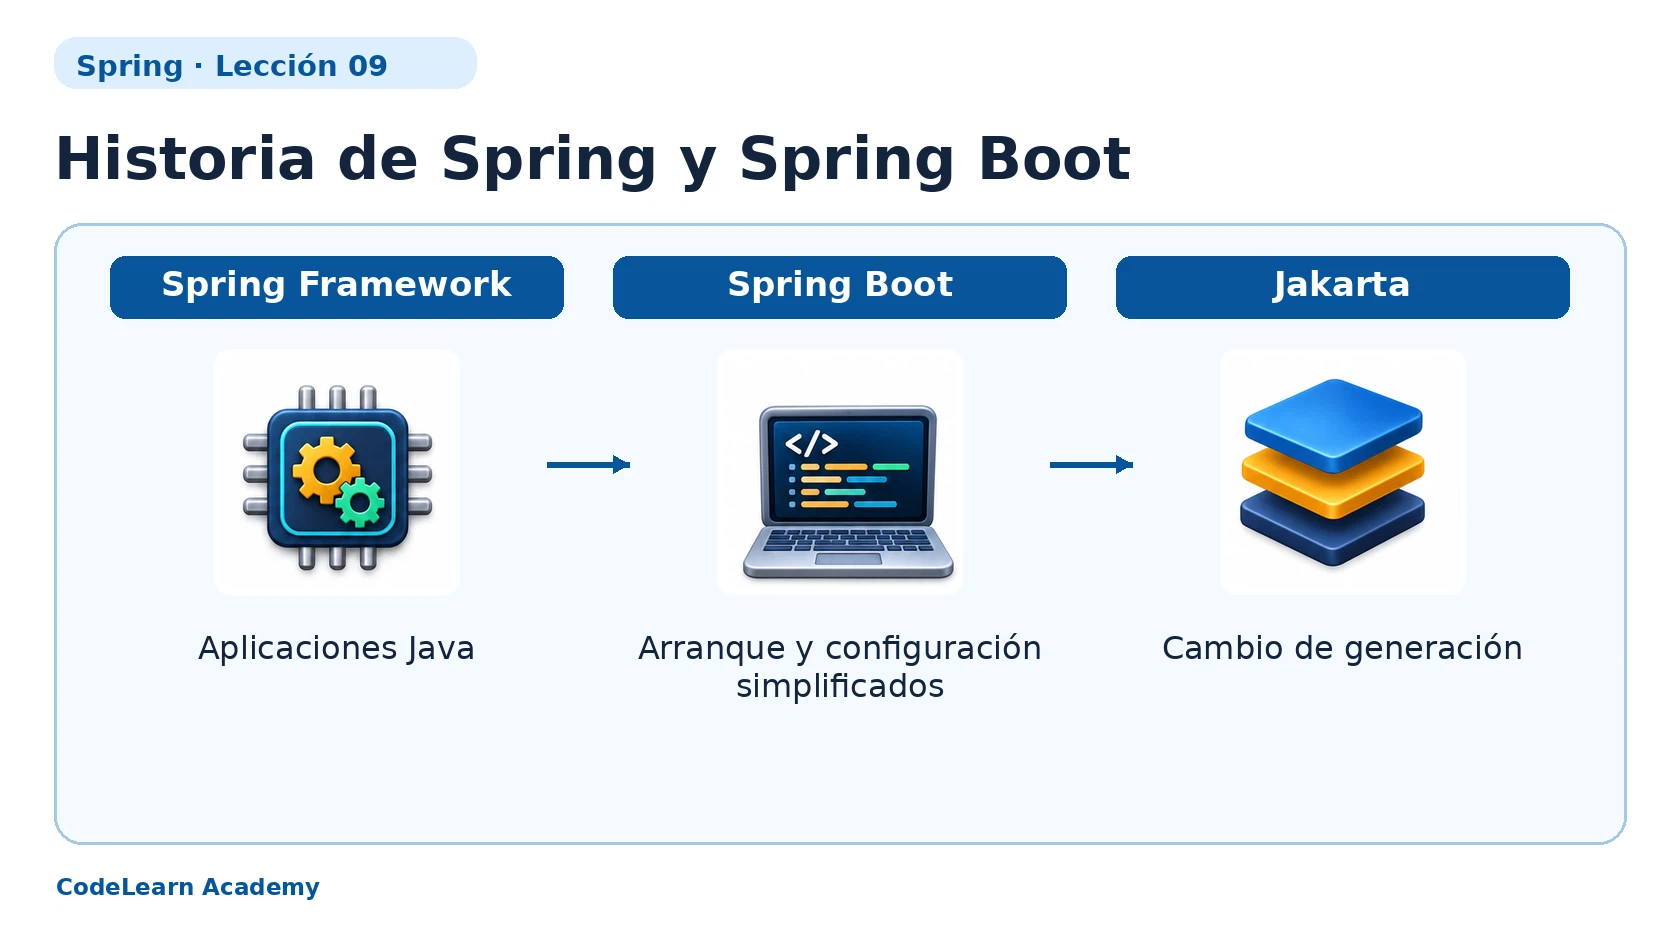 Spring · Lección 09
Historia de Spring y Spring Boot
Spring Framework
Spring Boot
Jakarta
</>
Aplicaciones Java
Arranque y configuración
simplificados
Cambio de generación
CodeLearn Academy